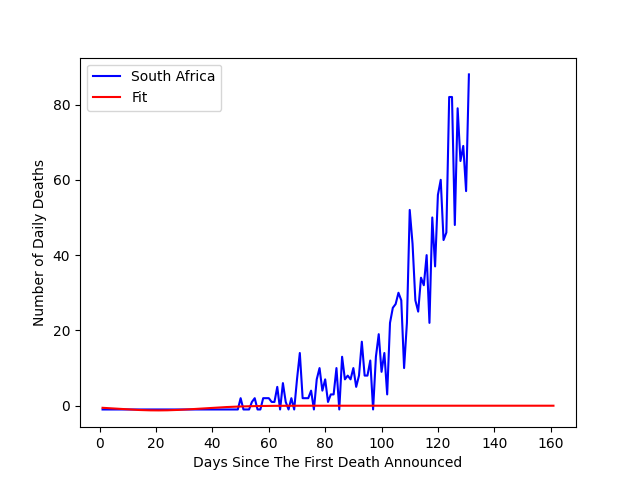 South Africa
Fit
Number of Daily Deaths
80
60
40
20
0
0 20 40 60 80 100 120 140 160
Days Since The First Death Announced